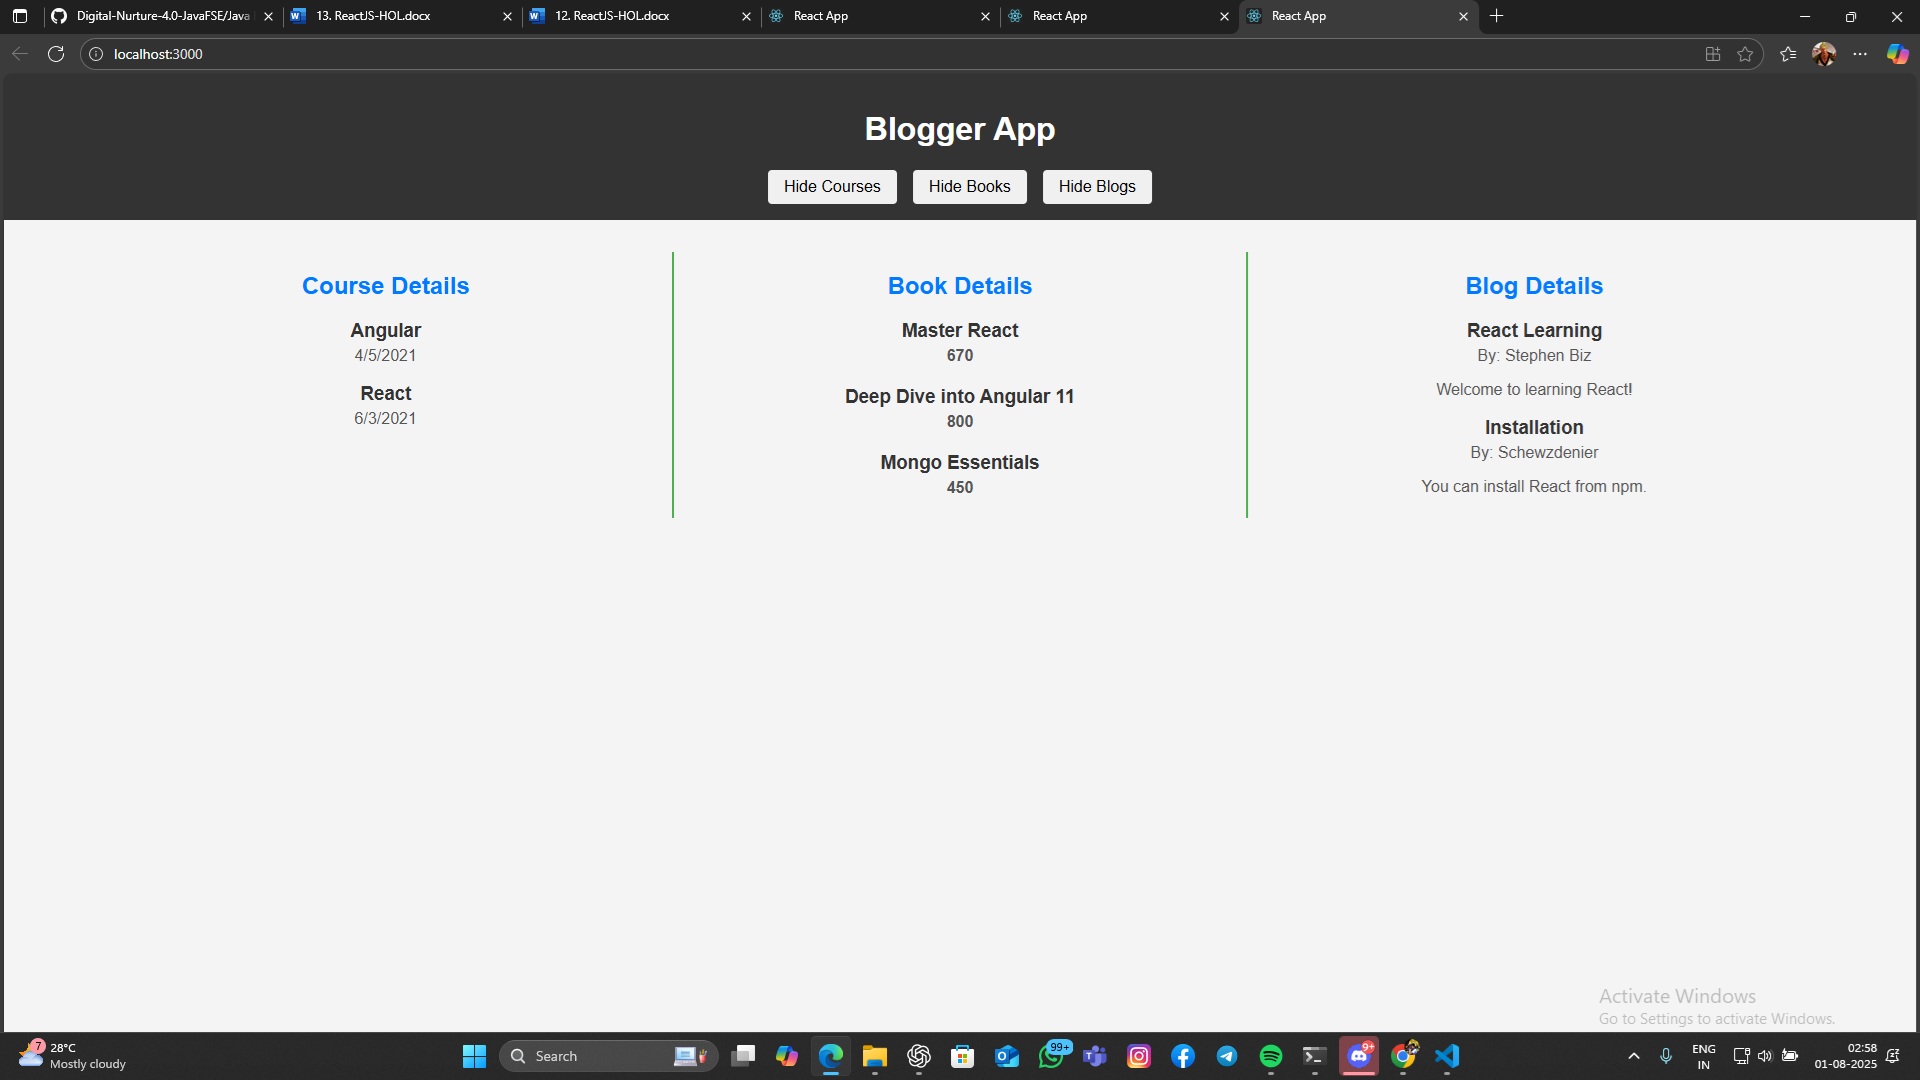 Digital-Nurture-4.0-JavaFSE/Java
13. ReactJS-HOL.docx
12. ReactJS-HOL.docx
React App
React App
React App
localhost:3000
Blogger App
Hide Courses
Hide Books
Hide Blogs
Course Details
Angular
4/5/2021
React
6/3/2021
Book Details
Master React
670
Deep Dive into Angular 11
800
Mongo Essentials
450
Blog Details
React Learning
By: Stephen Biz
Welcome to learning React!
Installation
By: Schewzdenier
You can install React from npm.
Activate Windows
Go to Settings to activate Windows.
7
28°C
Mostly cloudy
Search
99+
9+
ENG
IN
02:58
01-08-2025